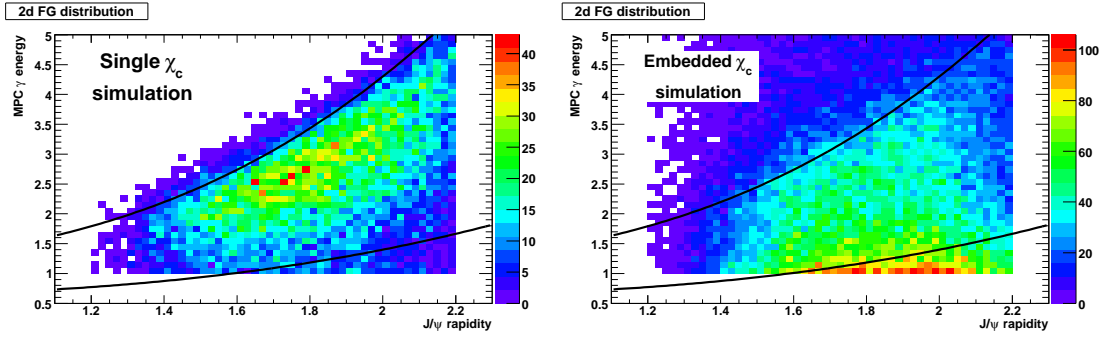 2d FG distribution
MPC γ energy
5
4.5
4
3.5
3
2.5
2
1.5
1
0.5
Single χc
simulation
1.2 1.4 1.6 1.8 2 2.2
J/ψ rapidity
40
35
30
25
20
15
10
5
0
2d FG distribution
MPC γ energy
5
4.5
4
3.5
3
2.5
2
1.5
1
0.5
Embedded χc
simulation
1.2 1.4 1.6 1.8 2 2.2
J/ψ rapidity
100
80
60
40
20
0